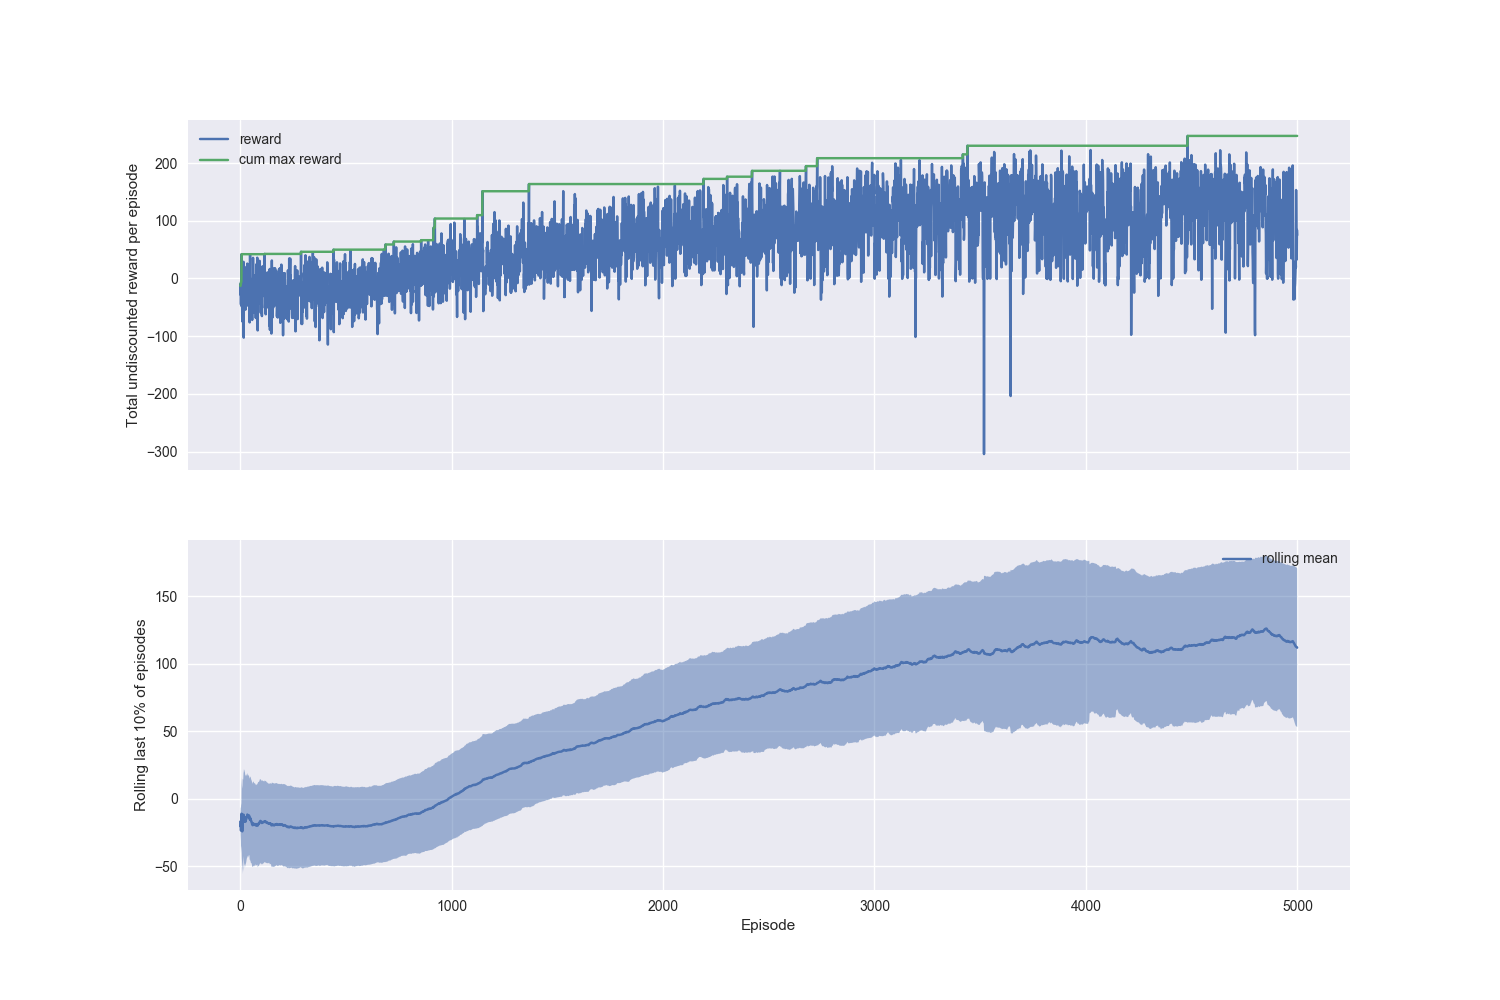 reward
cum max reward
Total undiscounted reward per episode
200
100
0
−100
−200
−300
rolling mean
Rolling last 10% of episodes
150
100
50
0
−50
0 1000 2000 3000 4000 5000
Episode